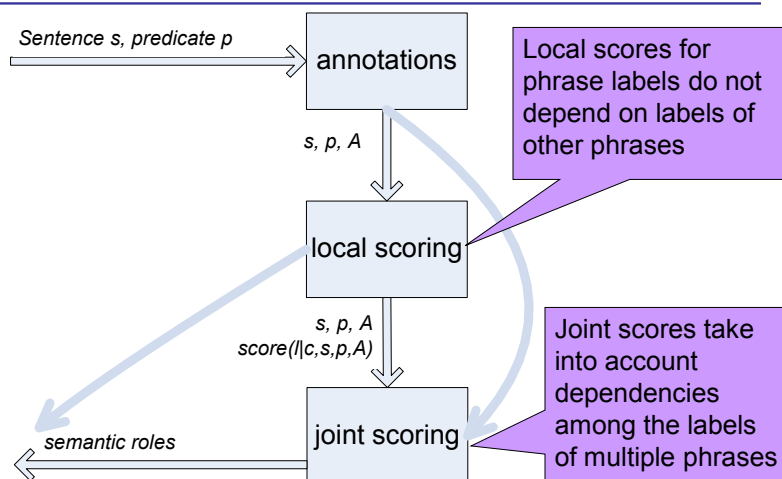 Sentence s, predicate p
annotations
Local scores for
phrase labels do not
depend on labels of
other phrases
s, p, A
local scoring
s, p, A
score(l|c,s,p,A)
Joint scores take
into account
dependencies
among the labels
of multiple phrases
joint scoring
semantic roles